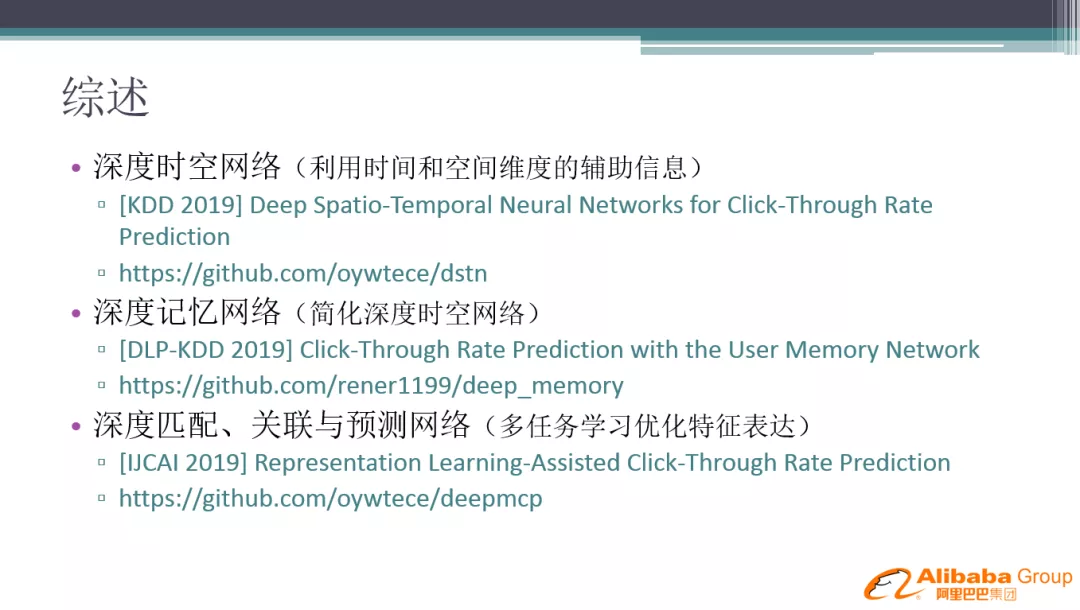 综述
• 深度时空网络（利用时间和空间维度的辅助信息）
▫ [KDD 2019] Deep Spatio-Temporal Neural Networks for Click-Through Rate
Prediction
▫ https://github.com/oywtece/dstn
• 深度记忆网络（简化深度时空网络）
▫ [DLP-KDD 2019] Click-Through Rate Prediction with the User Memory Network
▫ https://github.com/rener1199/deep_memory
• 深度匹配、关联与预测网络（多任务学习优化特征表达）
▫ [IJCAI 2019] Representation Learning-Assisted Click-Through Rate Prediction
▫ https://github.com/oywtece/deepmcp
Alibaba Group
阿里巴巴集团